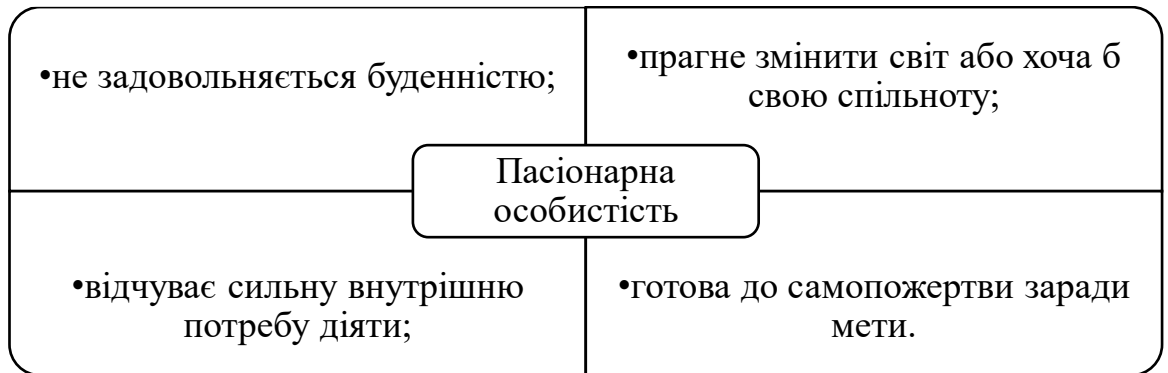 •не задовольняється буденністю;
•прагне змінити світ або хоча б
свою спільноту;
Пасіонарна
особистість
•відчуває сильну внутрішню
потребу діяти;
•готова до самопожертви заради
мети.